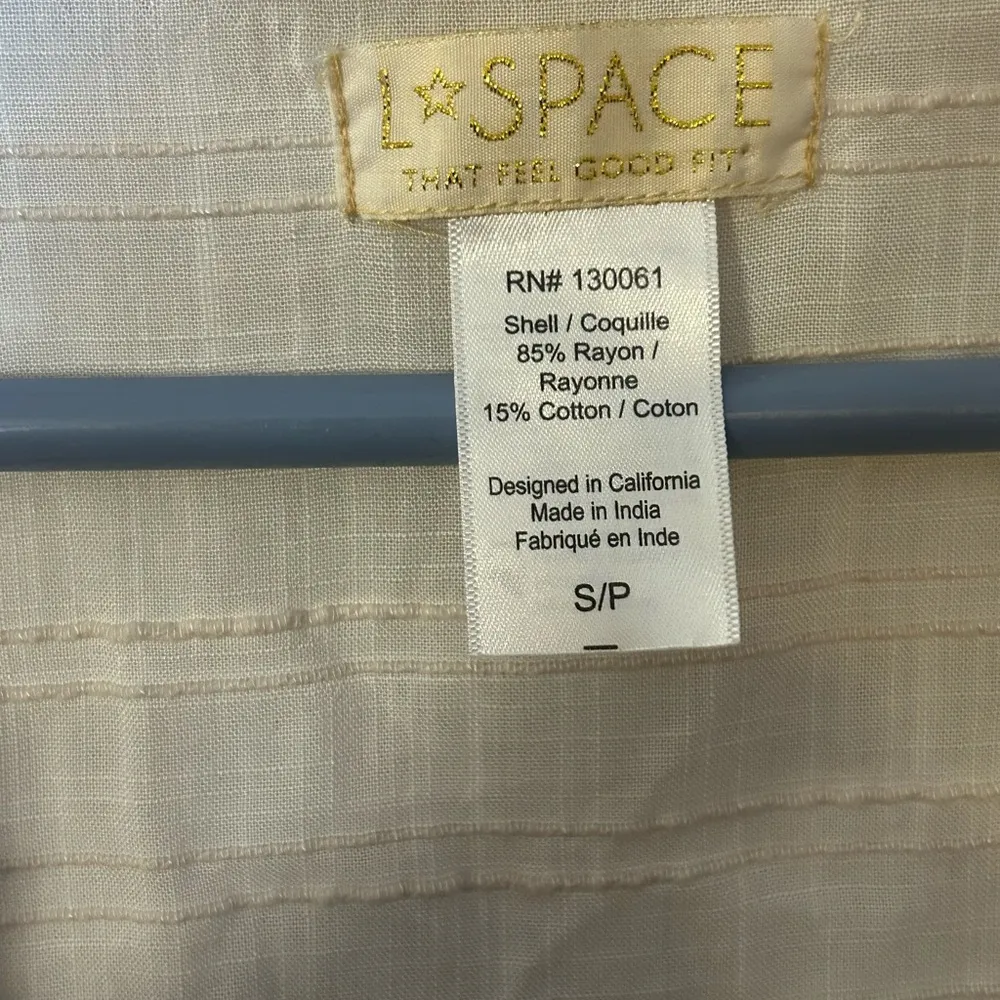 L☆SPACE
THAT FEEL GOOD FIT®
RN# 130061
Shell / Coquille
85% Rayon /
Rayonne
15% Cotton / Coton
Designed in California
Made in India
Fabriqué en Inde
S/P